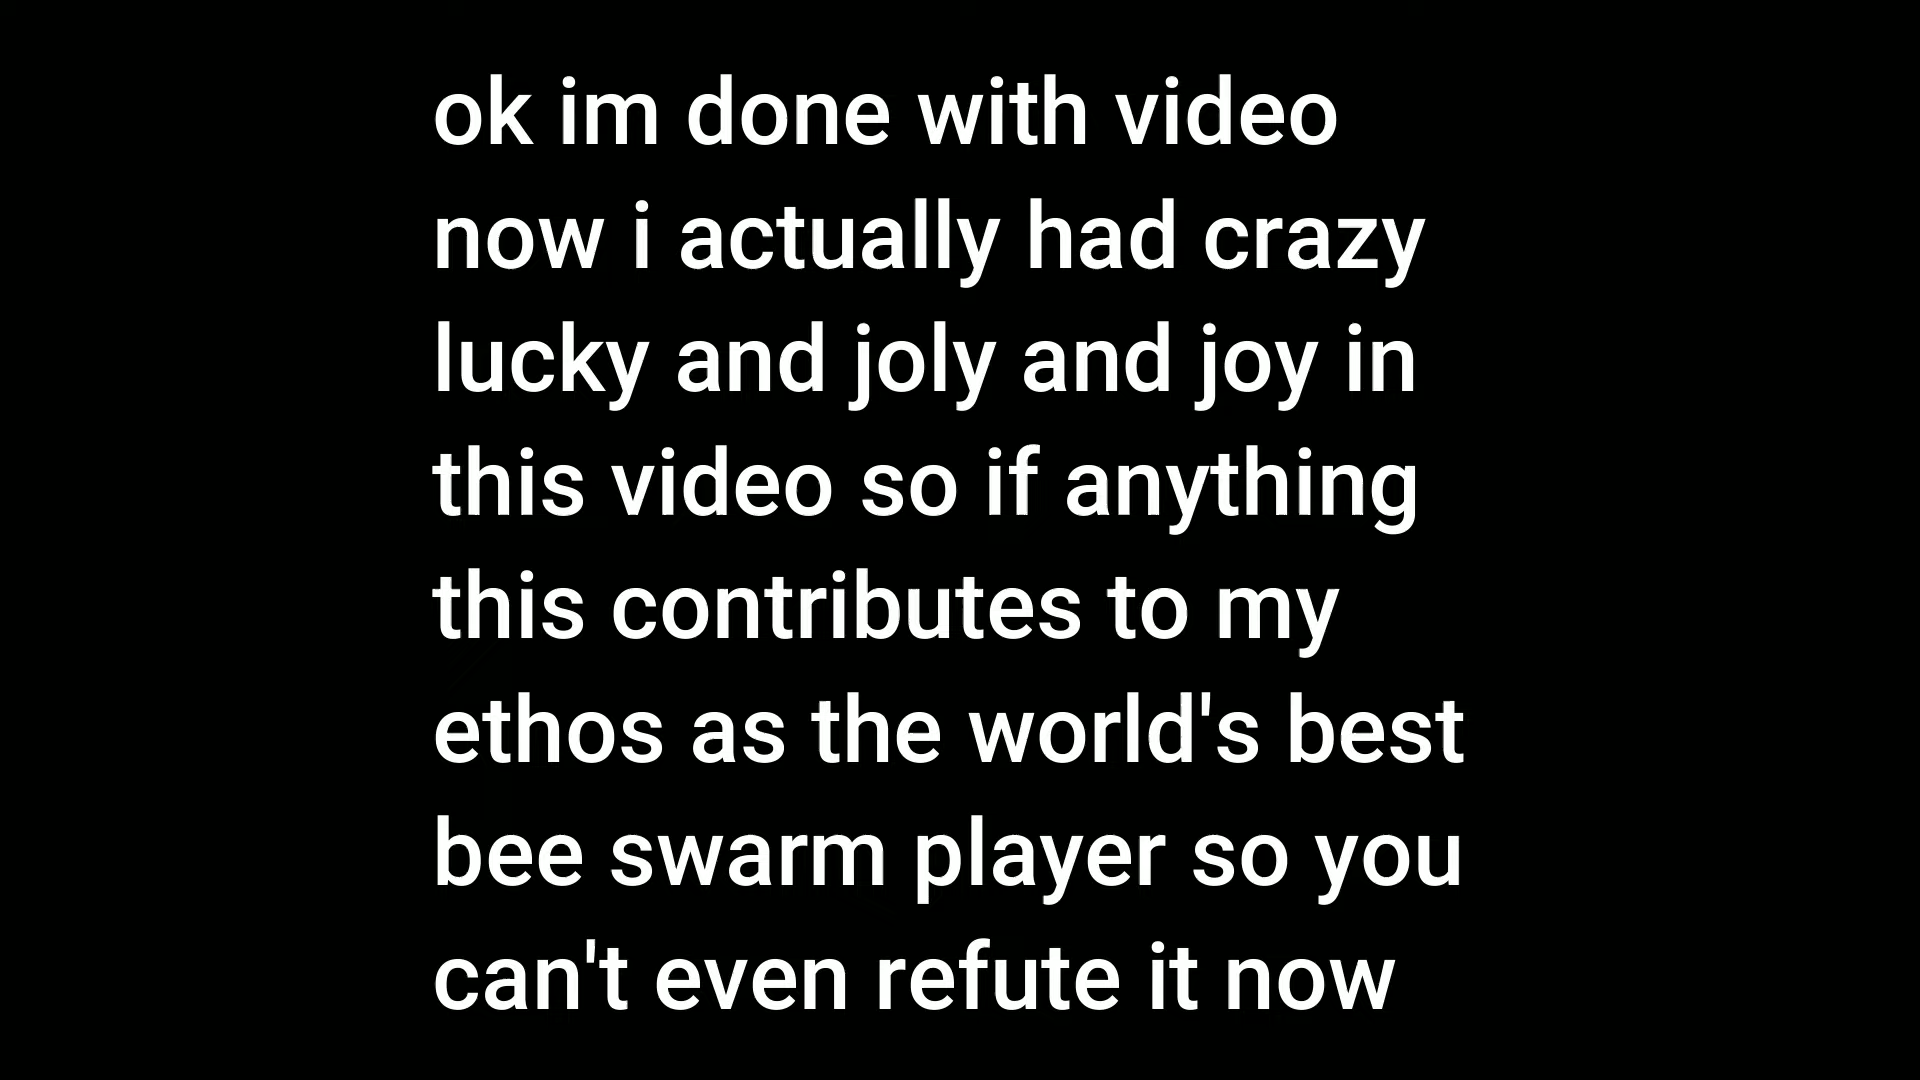 ok im done with video
now i actually had crazy
lucky and joly and joy in
this video so if anything
this contributes to my
ethos as the world's best
bee swarm player so you
can't even refute it now